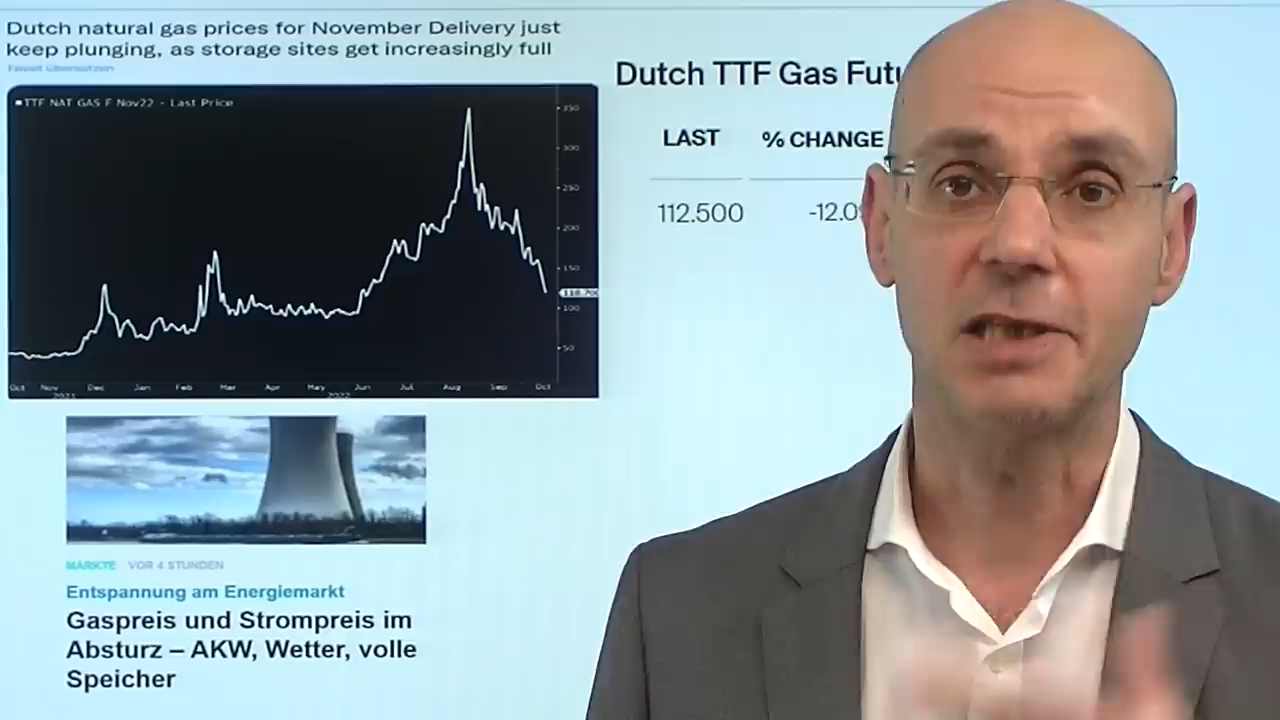 Dutch natural gas prices for November Delivery just
keep plunging, as storage sites get increasingly full
Tweet übersetzen
TTF NAT GAS F Nov22 - Last Price
350
300
250
200
150
100
50
Oct Nov Dec Jan Feb Mar Apr May Jun Jul Aug Sep Oct
2021 2022
Dutch TTF Gas
LAST % CHANGE
112.500 -12.0
MÄRKTE VOR 4 STUNDEN
Entspannung am Energiemarkt
Gaspreis und Strompreis im
Absturz – AKW, Wetter, volle
Speicher